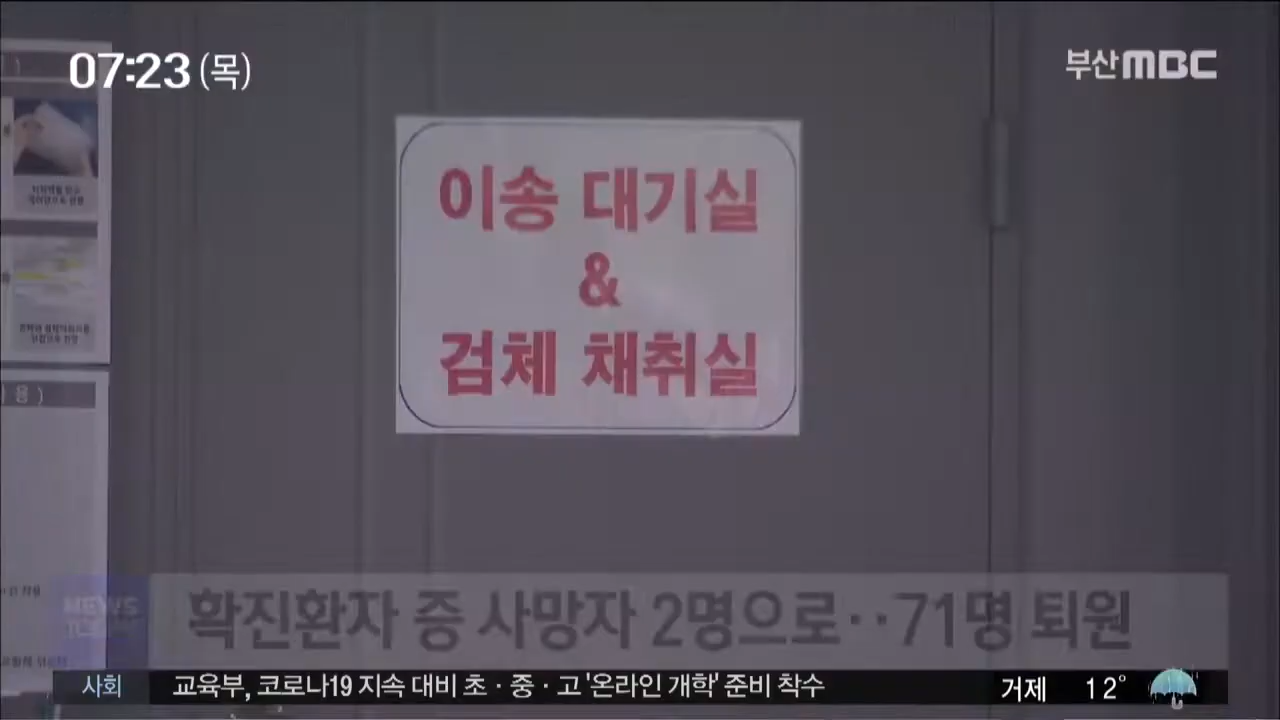 07:23 (목)
부산MBC
이송 대기실
&
검체 채취실
용)
NEWS
TODAY
확진환자 중 사망자 2명으로‥71명 퇴원
사회 교육부, 코로나19 지속 대비 초·중·고 '온라인 개학' 준비 착수 거제 12°